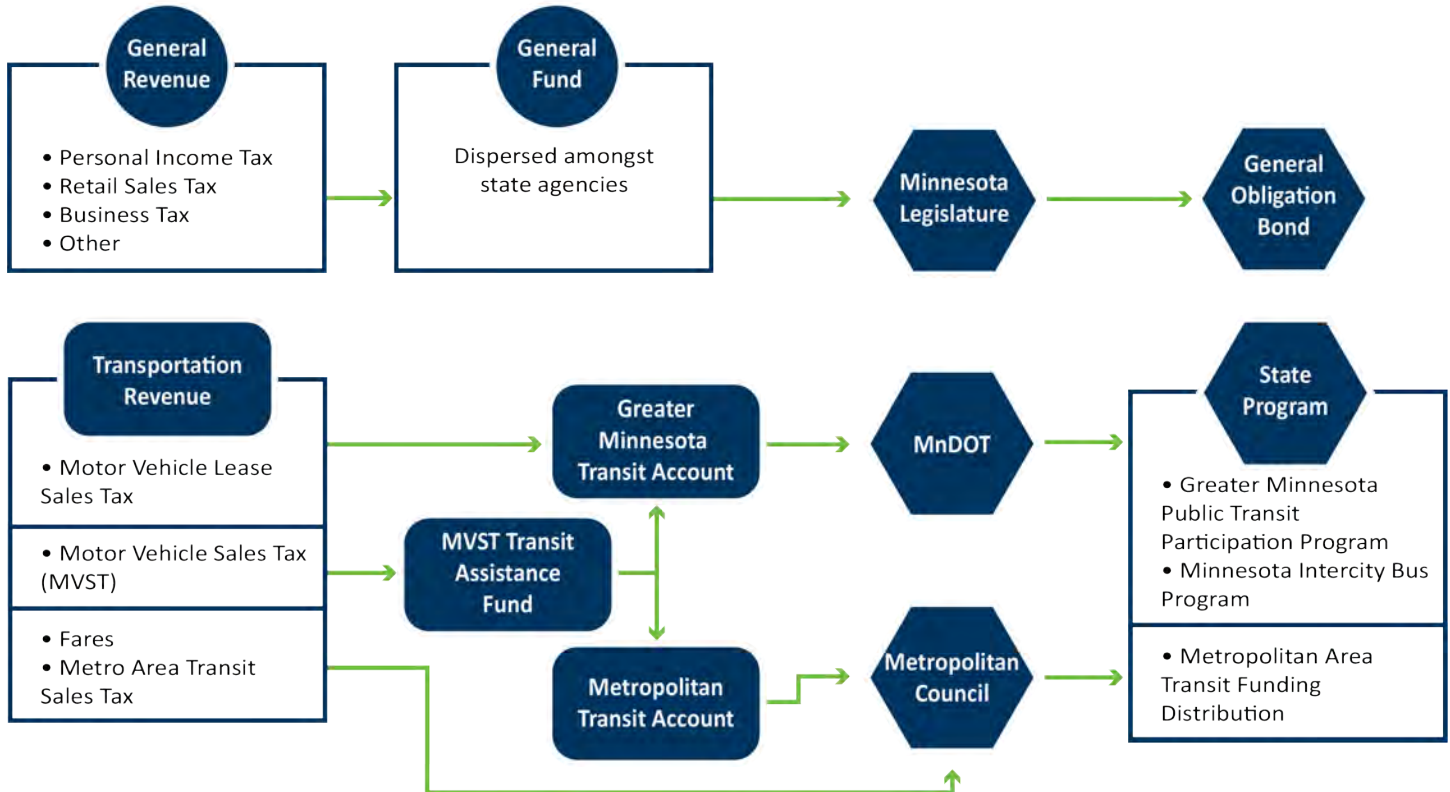 General
Revenue
• Personal Income Tax
• Retail Sales Tax
• Business Tax
• Other
General
Fund
Dispersed amongst
state agencies
Minnesota
Legislature
General
Obligation
Bond
Transportation
Revenue
• Motor Vehicle Lease
Sales Tax
• Motor Vehicle Sales Tax
(MVST)
• Fares
• Metro Area Transit
Sales Tax
Greater
Minnesota
Transit Account
MVST Transit
Assistance
Fund
Metropolitan
Transit Account
MnDOT
Metropolitan
Council
State
Program
• Greater Minnesota
Public Transit
Participation Program
• Minnesota Intercity Bus
Program
• Metropolitan Area
Transit Funding
Distribution